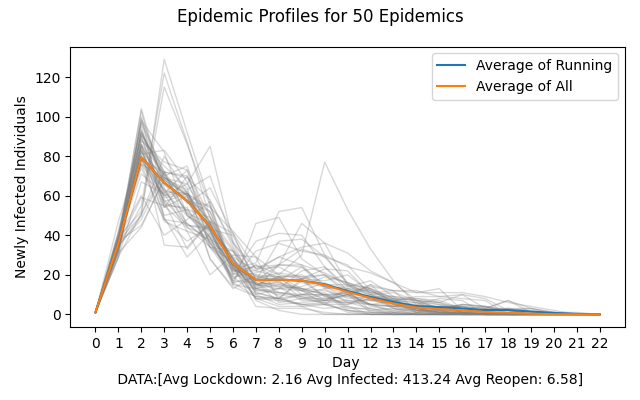 Epidemic Profiles for 50 Epidemics
Average of Running
Average of All
Newly Infected Individuals
120
100
80
60
40
20
0
0 1 2 3 4 5 6 7 8 9 10 11 12 13 14 15 16 17 18 19 20 21 22
Day
DATA:[Avg Lockdown: 2.16 Avg Infected: 413.24 Avg Reopen: 6.58]